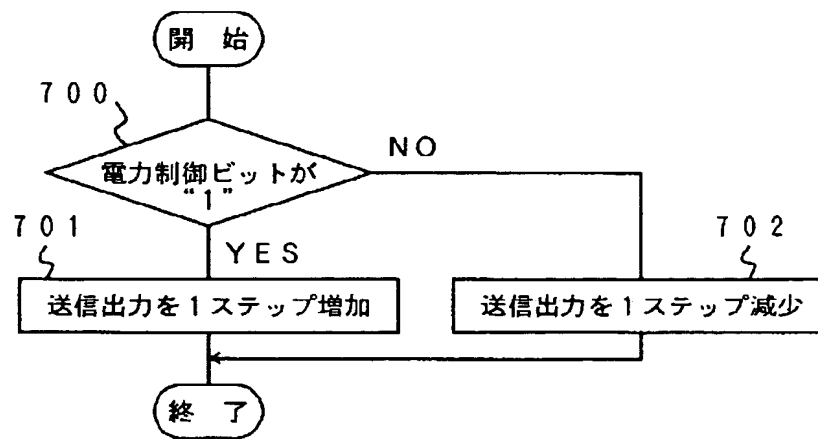 開 始
７００
電力制御ビットが
“１”
ＮＯ
７０１
ＹＥＳ
７０２
送信出力を１ステップ増加
送信出力を１ステップ減少
終 了